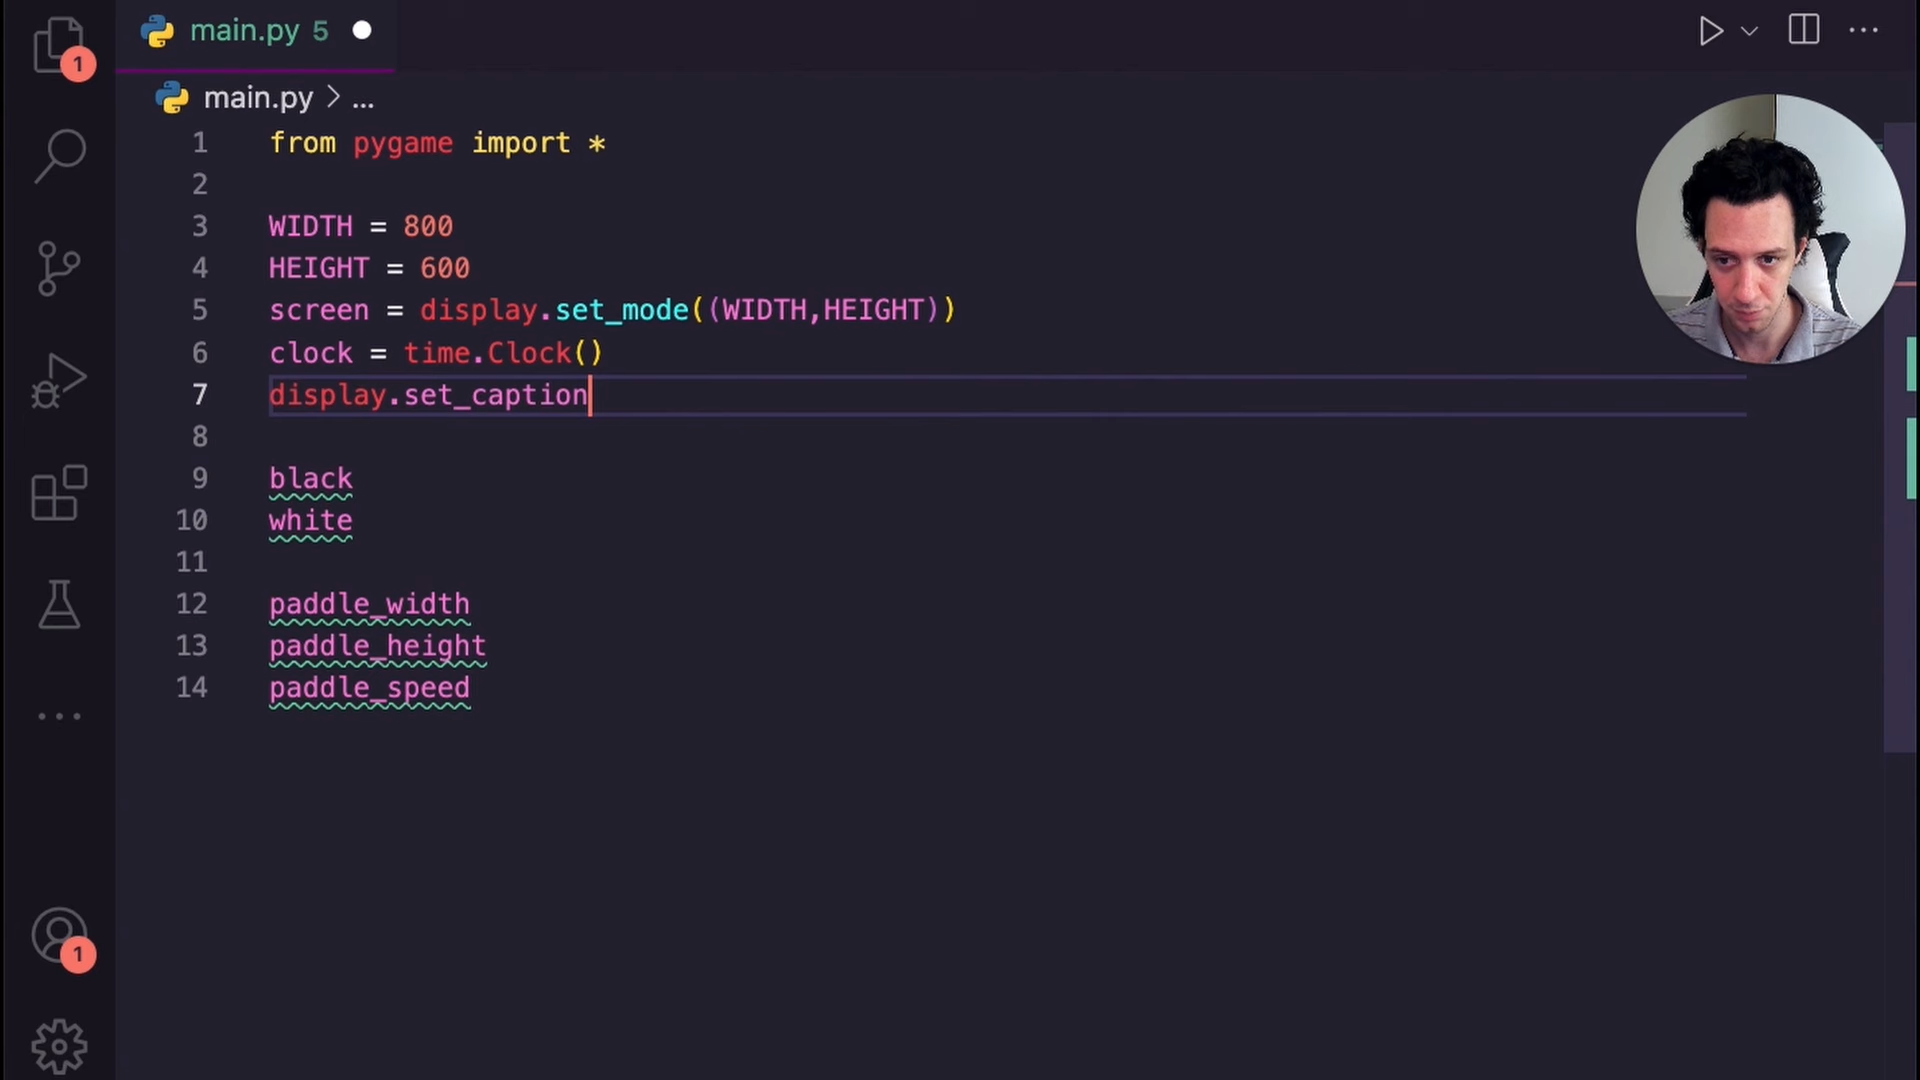 main.py 5
main.py > ...
1
1 from pygame import *
2
3 WIDTH = 800
4 HEIGHT = 600
5 screen = display.set_mode((WIDTH,HEIGHT))
6 clock = time.Clock()
7 display.set_caption
8
9 black
10 white
11
12 paddle_width
13 paddle_height
14 paddle_speed
1